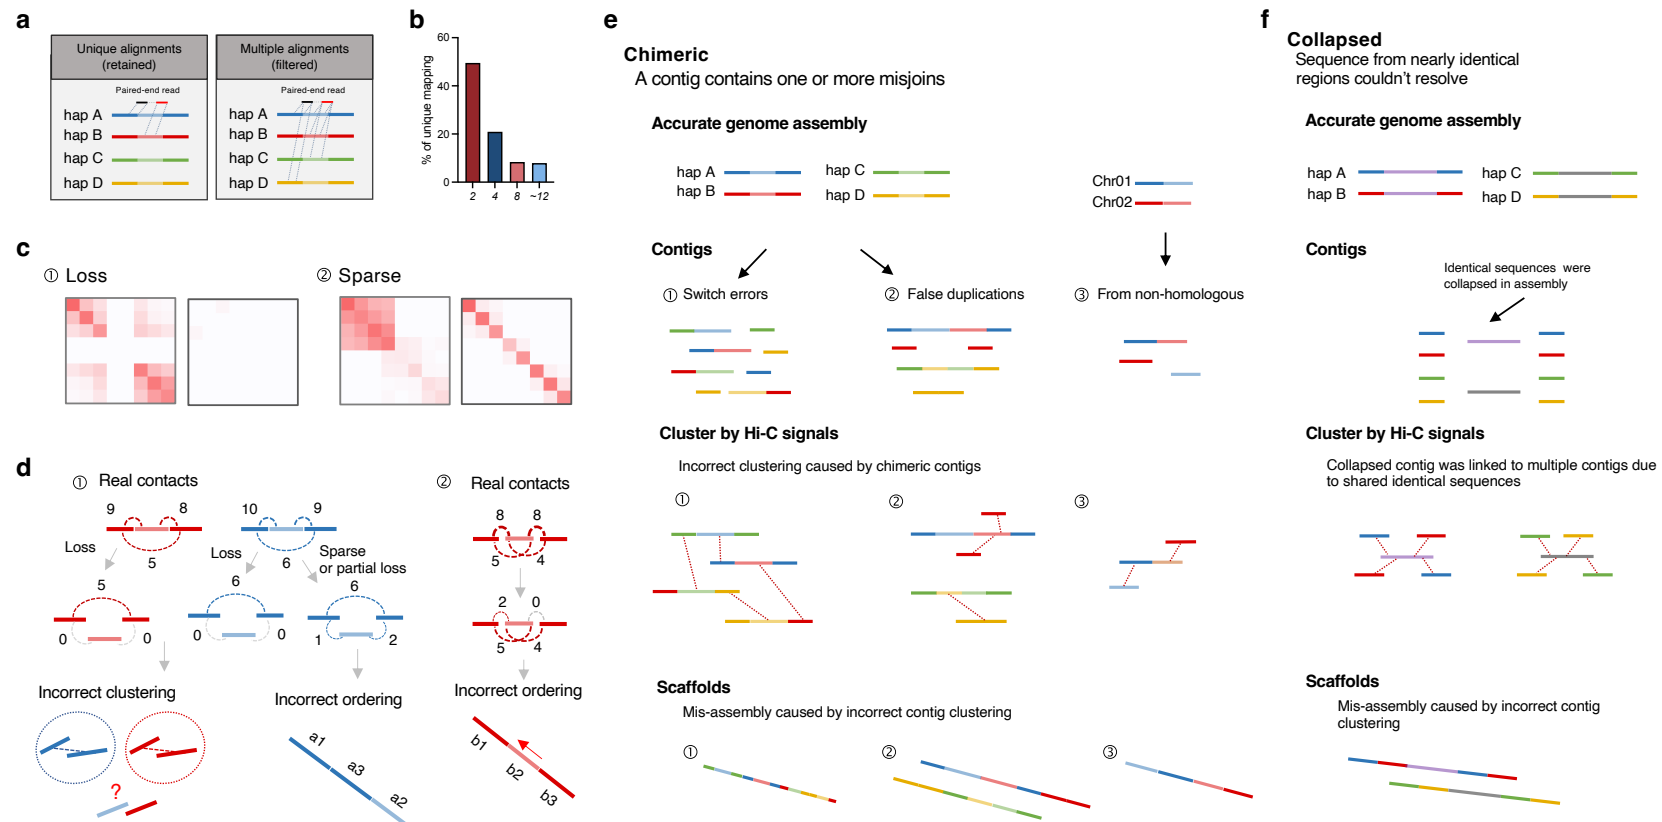 a
Unique alignments
(retained)
Paired-end read
hap A
hap B
hap C
hap D
Multiple alignments
(filtered)
Paired-end read
hap A
hap B
hap C
hap D
b
% of unique mapping
60
40
20
0
2 4 8 ~12
c
① Loss
② Sparse
d
① Real contacts
9 8
5
10 9
6
Loss
Loss
Sparse
or partial loss
5
0 0
6
0 0
6
1 2
Incorrect clustering
?
Incorrect ordering
a1
a3
a2
② Real contacts
8 8
5 4
2 0
5 4
Incorrect ordering
b1
b2
b3
e
Chimeric
A contig contains one or more misjoins
Accurate genome assembly
hap A
hap B
hap C
hap D
Chr01
Chr02
Contigs
① Switch errors
② False duplications
③ From non-homologous
Cluster by Hi-C signals
Incorrect clustering caused by chimeric contigs
①
②
③
Scaffolds
Mis-assembly caused by incorrect contig clustering
①
②
③
f
Collapsed
Sequence from nearly identical
regions couldn't resolve
Accurate genome assembly
hap A
hap B
hap C
hap D
Contigs
Identical sequences were
collapsed in assembly
Cluster by Hi-C signals
Collapsed contig was linked to multiple contigs due
to shared identical sequences
Scaffolds
Mis-assembly caused by incorrect contig
clustering